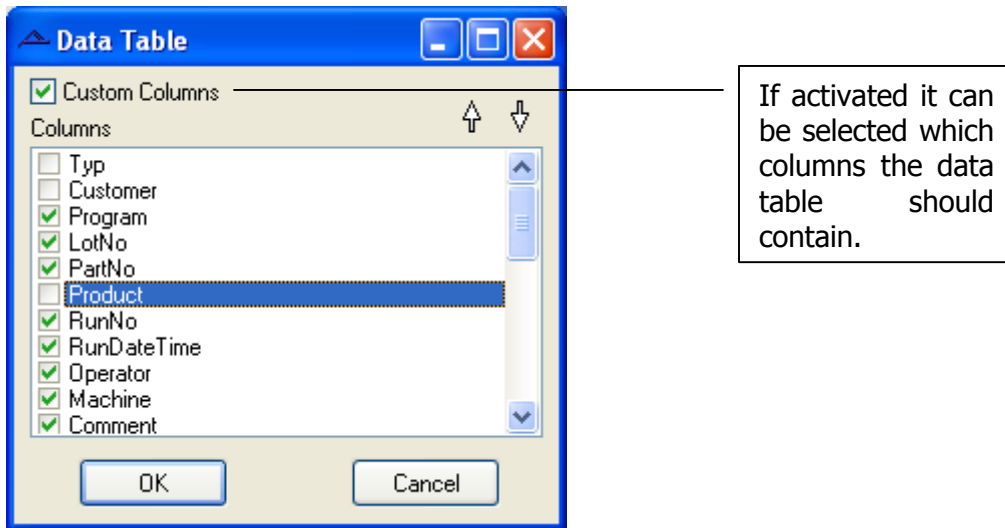 Data Table
Custom Columns
Columns
Typ
Customer
Program
LotNo
PartNo
Product
RunNo
RunDateTime
Operator
Machine
Comment
OK
Cancel
If activated it can
be selected which
columns the data
table should
contain.